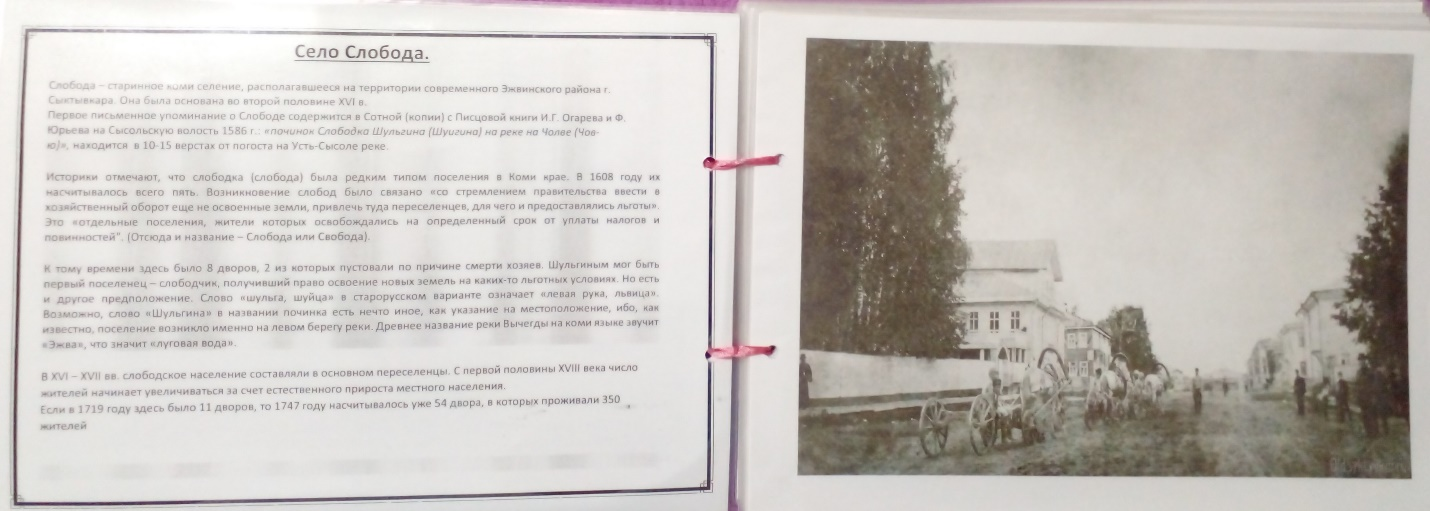 Село Слобода.
Слобода – старинное коми селение, располагавшееся на территории современного Эжвинского района г.
Сыктывкара. Она была основана во второй половине XVI в.
Первое письменное упоминание о Слободе содержится в Сотной (копии) с Писцовой книги И.Г. Огарева и Ф.
Юрьева на Сысольскую волость 1586 г.: «починок Слободка Шульгина (Шуигина) на реке на Човле (Чов-
ю)», находится в 10-15 верстах от погоста на Усть-Сысоле реке.
Историки отмечают, что слободка (слобода) была редким типом поселения в Коми крае. В 1608 году их
насчитывалось всего пять. Возникновение слобод было связано «со стремлением правительства ввести в
хозяйственный оборот еще не освоенные земли, привлечь туда переселенцев, для чего и предоставлялись льготы».
Это «отдельные поселения, жители которых освобождались на определенный срок от уплаты налогов и
повинностей". (Отсюда и название – Слобода или Свобода).
К тому времени здесь было 8 дворов, 2 из которых пустовали по причине смерти хозяев. Шульгиным мог быть
первый поселенец – слободчик, получивший право освоение новых земель на каких-то льготных условиях. Но есть
и другое предположение. Слово «шульга, шуйца» в старорусском варианте означает «левая рука, львица».
Возможно, слово «Шульгина» в названии починка есть нечто иное, как указание на местоположение, ибо, как
известно, поселение возникло именно на левом берегу реки. Древнее название реки Вычегды на коми языке звучит
«Эжва», что значит «луговая вода».
В XVI – XVII вв. слободское население составляли в основном переселенцы. С первой половины XVIII века число
жителей начинает увеличиваться за счет естественного прироста местного населения.
Если в 1719 году здесь было 11 дворов, то 1747 году насчитывалось уже 54 двора, в которых проживали 350
жителей